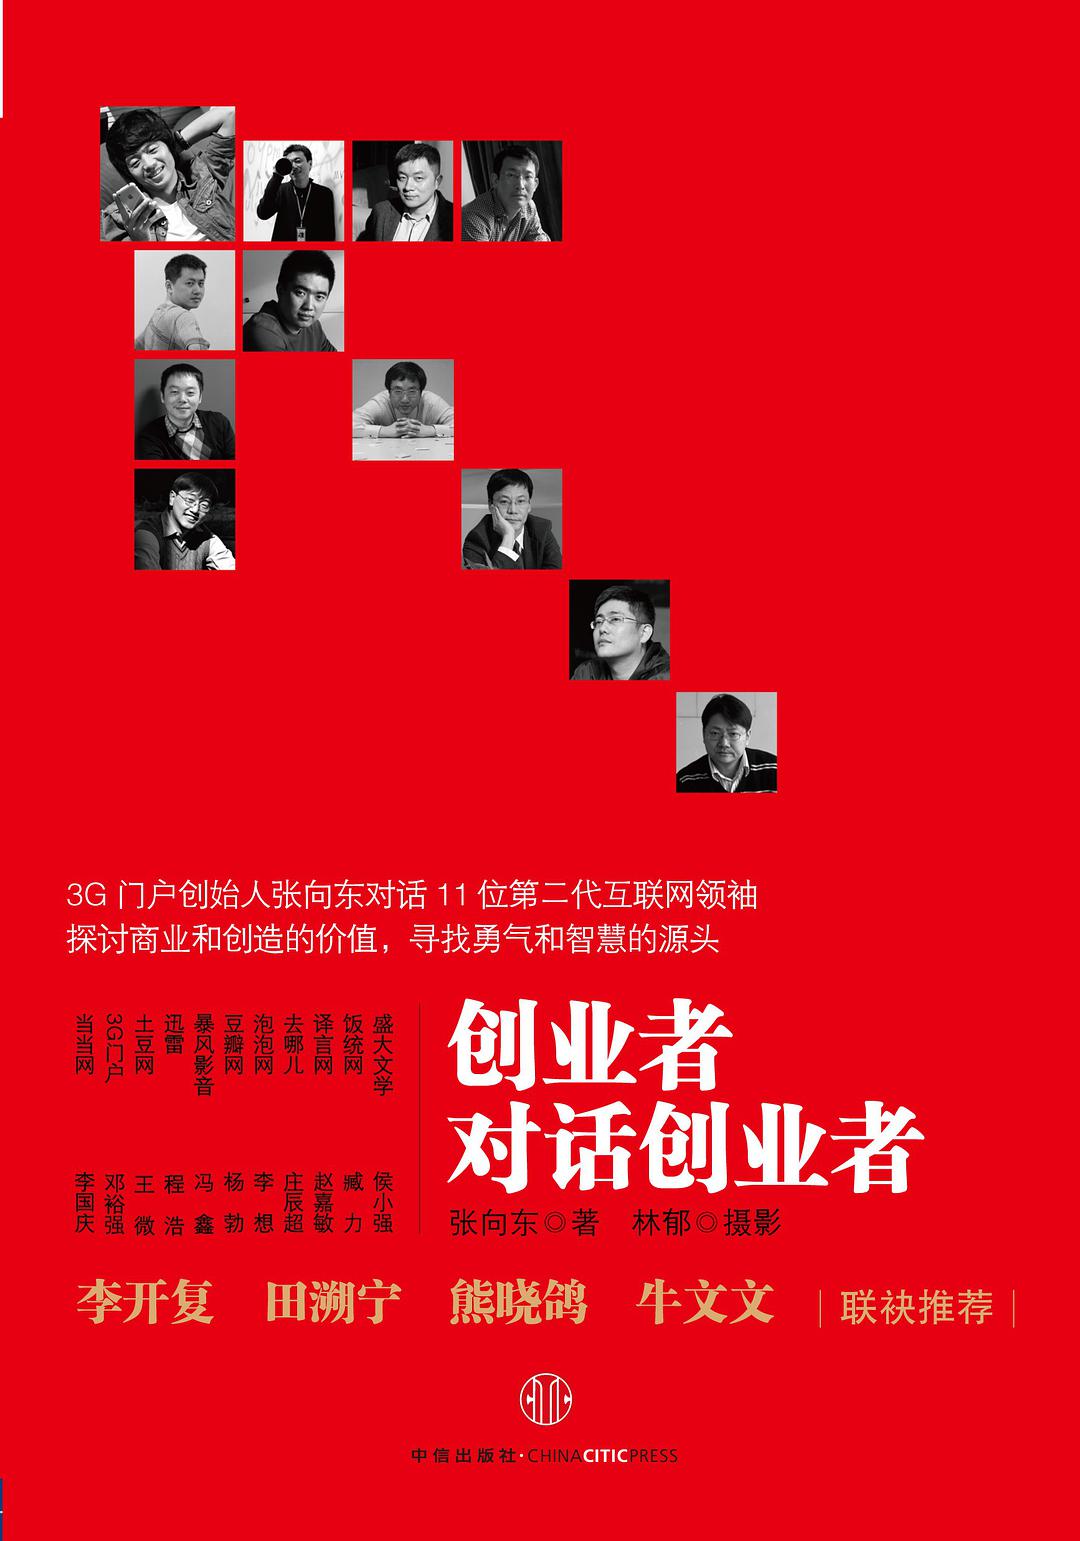 3G 门户创始人张向东对话 11 位第二代互联网领袖
探讨商业和创造的价值，寻找勇气和智慧的源头
盛大文学 侯小强
饭统网 臧力
译言网 赵嘉敏
去哪儿 庄辰超
泡泡网 李想
豆瓣网 杨勃
暴风影音 冯鑫
迅雷 程浩
土豆网 王微
3G门户 邓裕强
当当网 李国庆
创业者
对话创业者
张向东◎著 林郁◎摄影
李开复 田溯宁 熊晓鸽 牛文文 | 联袂推荐 |
中信出版社·CHINACITICPRESS